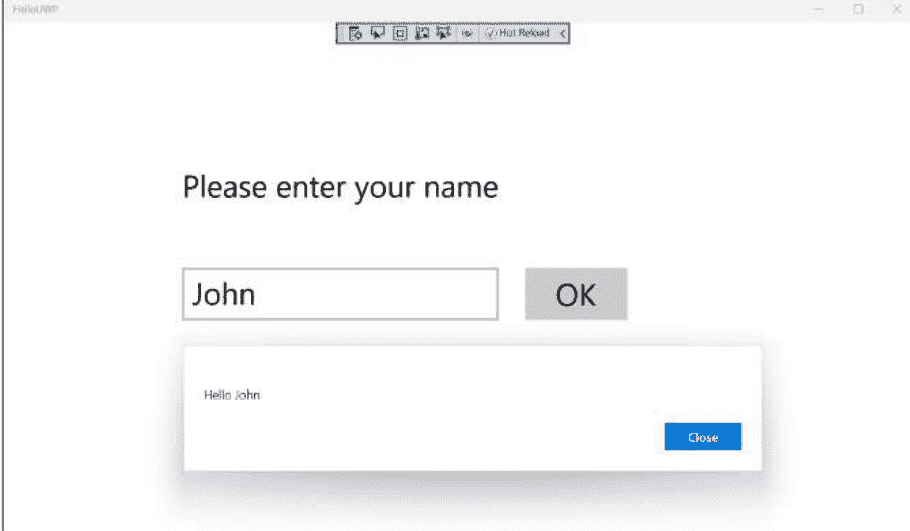 HelloUWP
Hot Reload
Please enter your name
John
OK
Hello John
Close